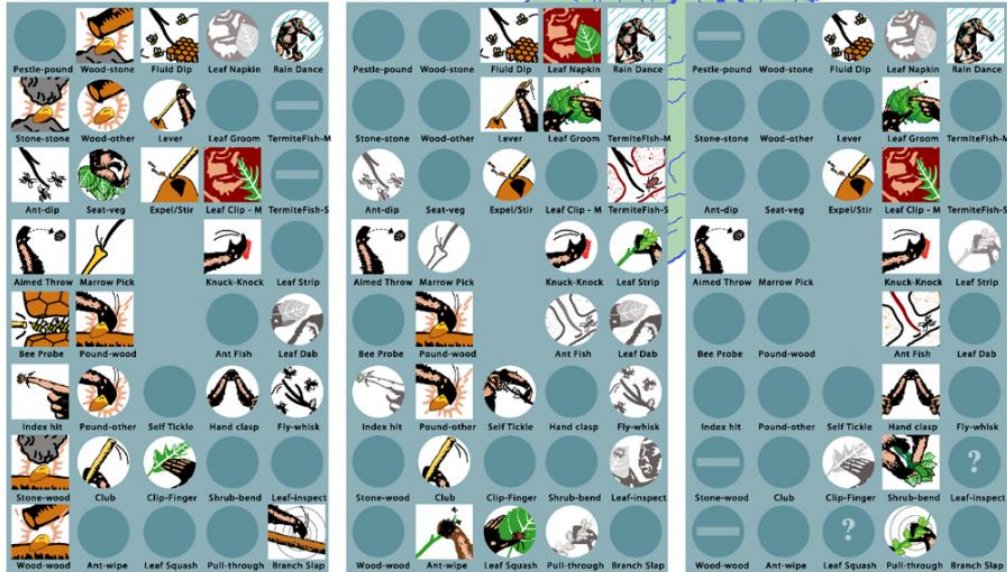 Pestle-pound Wood-stone Fluid Dip Leaf Napkin Rain Dance
Stone-stone Wood-other Lever Leaf Groom TermiteFish-M
Ant-dip Seat-veg Expel/Stir Leaf Clip - M TermiteFish-S
Aimed Throw Marrow Pick Knuck-Knock Leaf Strip
Bee Probe Pound-wood Ant Fish Leaf Dab
Index hit Pound-other Self Tickle Hand clasp Fly-whisk
Stone-wood Club Clip-Finger Shrub-bend Leaf-inspect
Wood-wood Ant-wipe Leaf Squash Pull-through Branch Slap
Pestle-pound Wood-stone Fluid Dip Leaf Napkin Rain Dance
Stone-stone Wood-other Lever Leaf Groom TermiteFish-M
Ant-dip Seat-veg Expel/Stir Leaf Clip - M TermiteFish-S
Aimed Throw Marrow Pick Knuck-Knock Leaf Strip
Bee Probe Pound-wood Ant Fish Leaf Dab
Index hit Pound-other Self Tickle Hand clasp Fly-whisk
Stone-wood Club Clip-Finger Shrub-bend Leaf-inspect
Wood-wood Ant-wipe Leaf Squash Pull-through Branch Slap
Pestle-pound Wood-stone Fluid Dip Leaf Napkin Rain Dance
Stone-stone Wood-other Lever Leaf Groom TermiteFish-M
Ant-dip Seat-veg Expel/Stir Leaf Clip - M TermiteFish-S
Aimed Throw Marrow Pick Knuck-Knock Leaf Strip
Bee Probe Pound-wood Ant Fish Leaf Dab
Index hit Pound-other Self Tickle Hand clasp Fly-whisk
?
Stone-wood Club Clip-Finger Shrub-bend Leaf-inspect
?
Wood-wood Ant-wipe Leaf Squash Pull-through Branch Slap